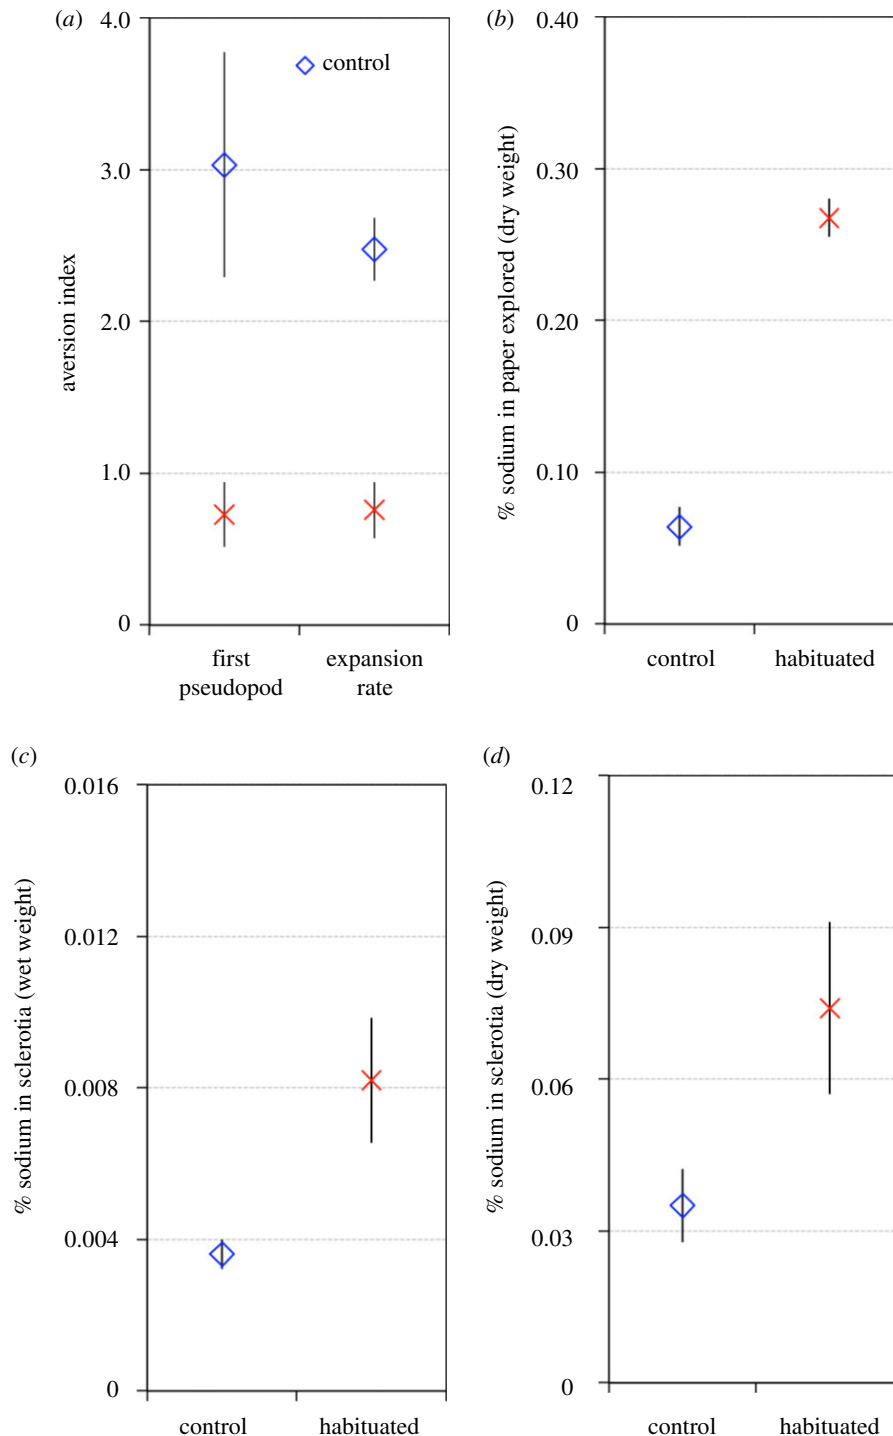 (a)
4.0
3.0
2.0
1.0
0
aversion index
control
first
pseudopod
expansion
rate
(b)
0.40
0.30
0.20
0.10
0
% sodium in paper explored (dry weight)
control
habituated
(c)
0.016
0.012
0.008
0.004
0
% sodium in sclerotia (wet weight)
control
habituated
(d)
0.12
0.09
0.06
0.03
0
% sodium in sclerotia (dry weight)
control
habituated